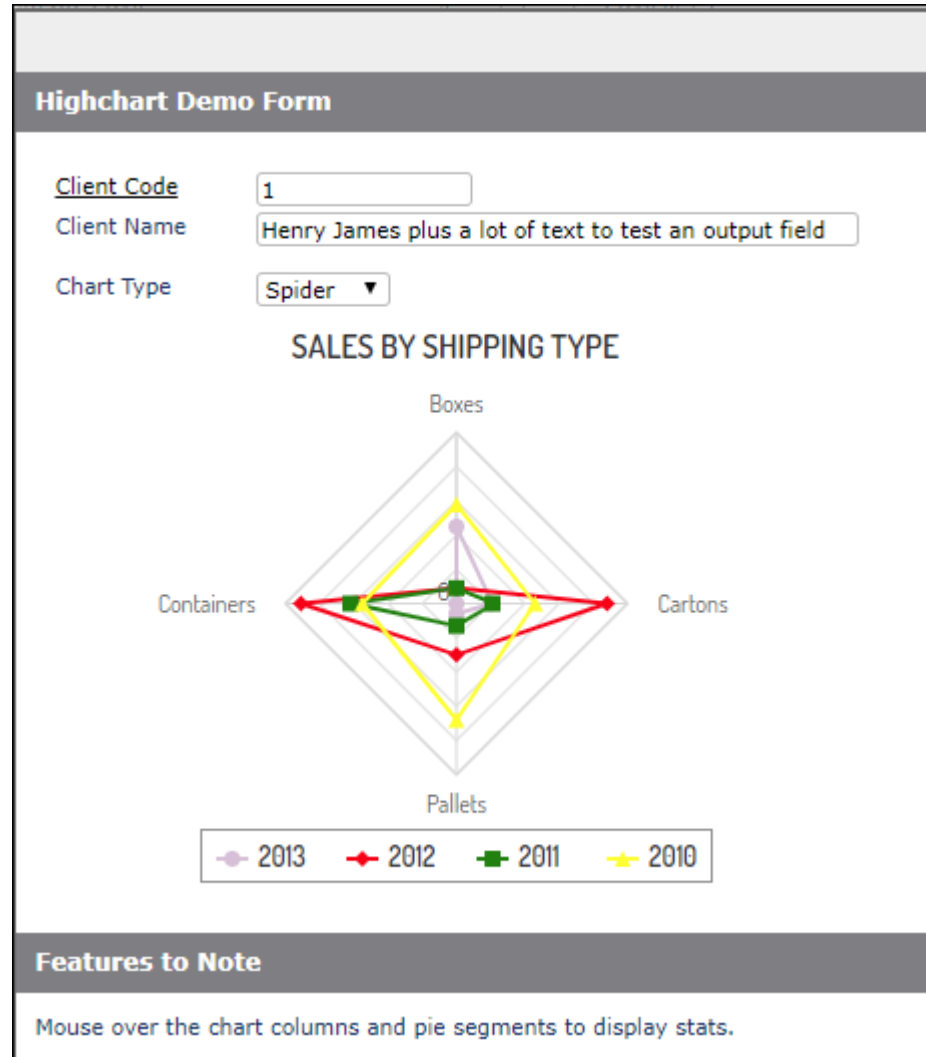 Highchart Demo Form
Client Code 1
Client Name Henry James plus a lot of text to test an output field
Chart Type Spider
SALES BY SHIPPING TYPE
Boxes
0
Containers Cartons
Pallets
2013 2012 2011 2010
Features to Note
Mouse over the chart columns and pie segments to display stats.